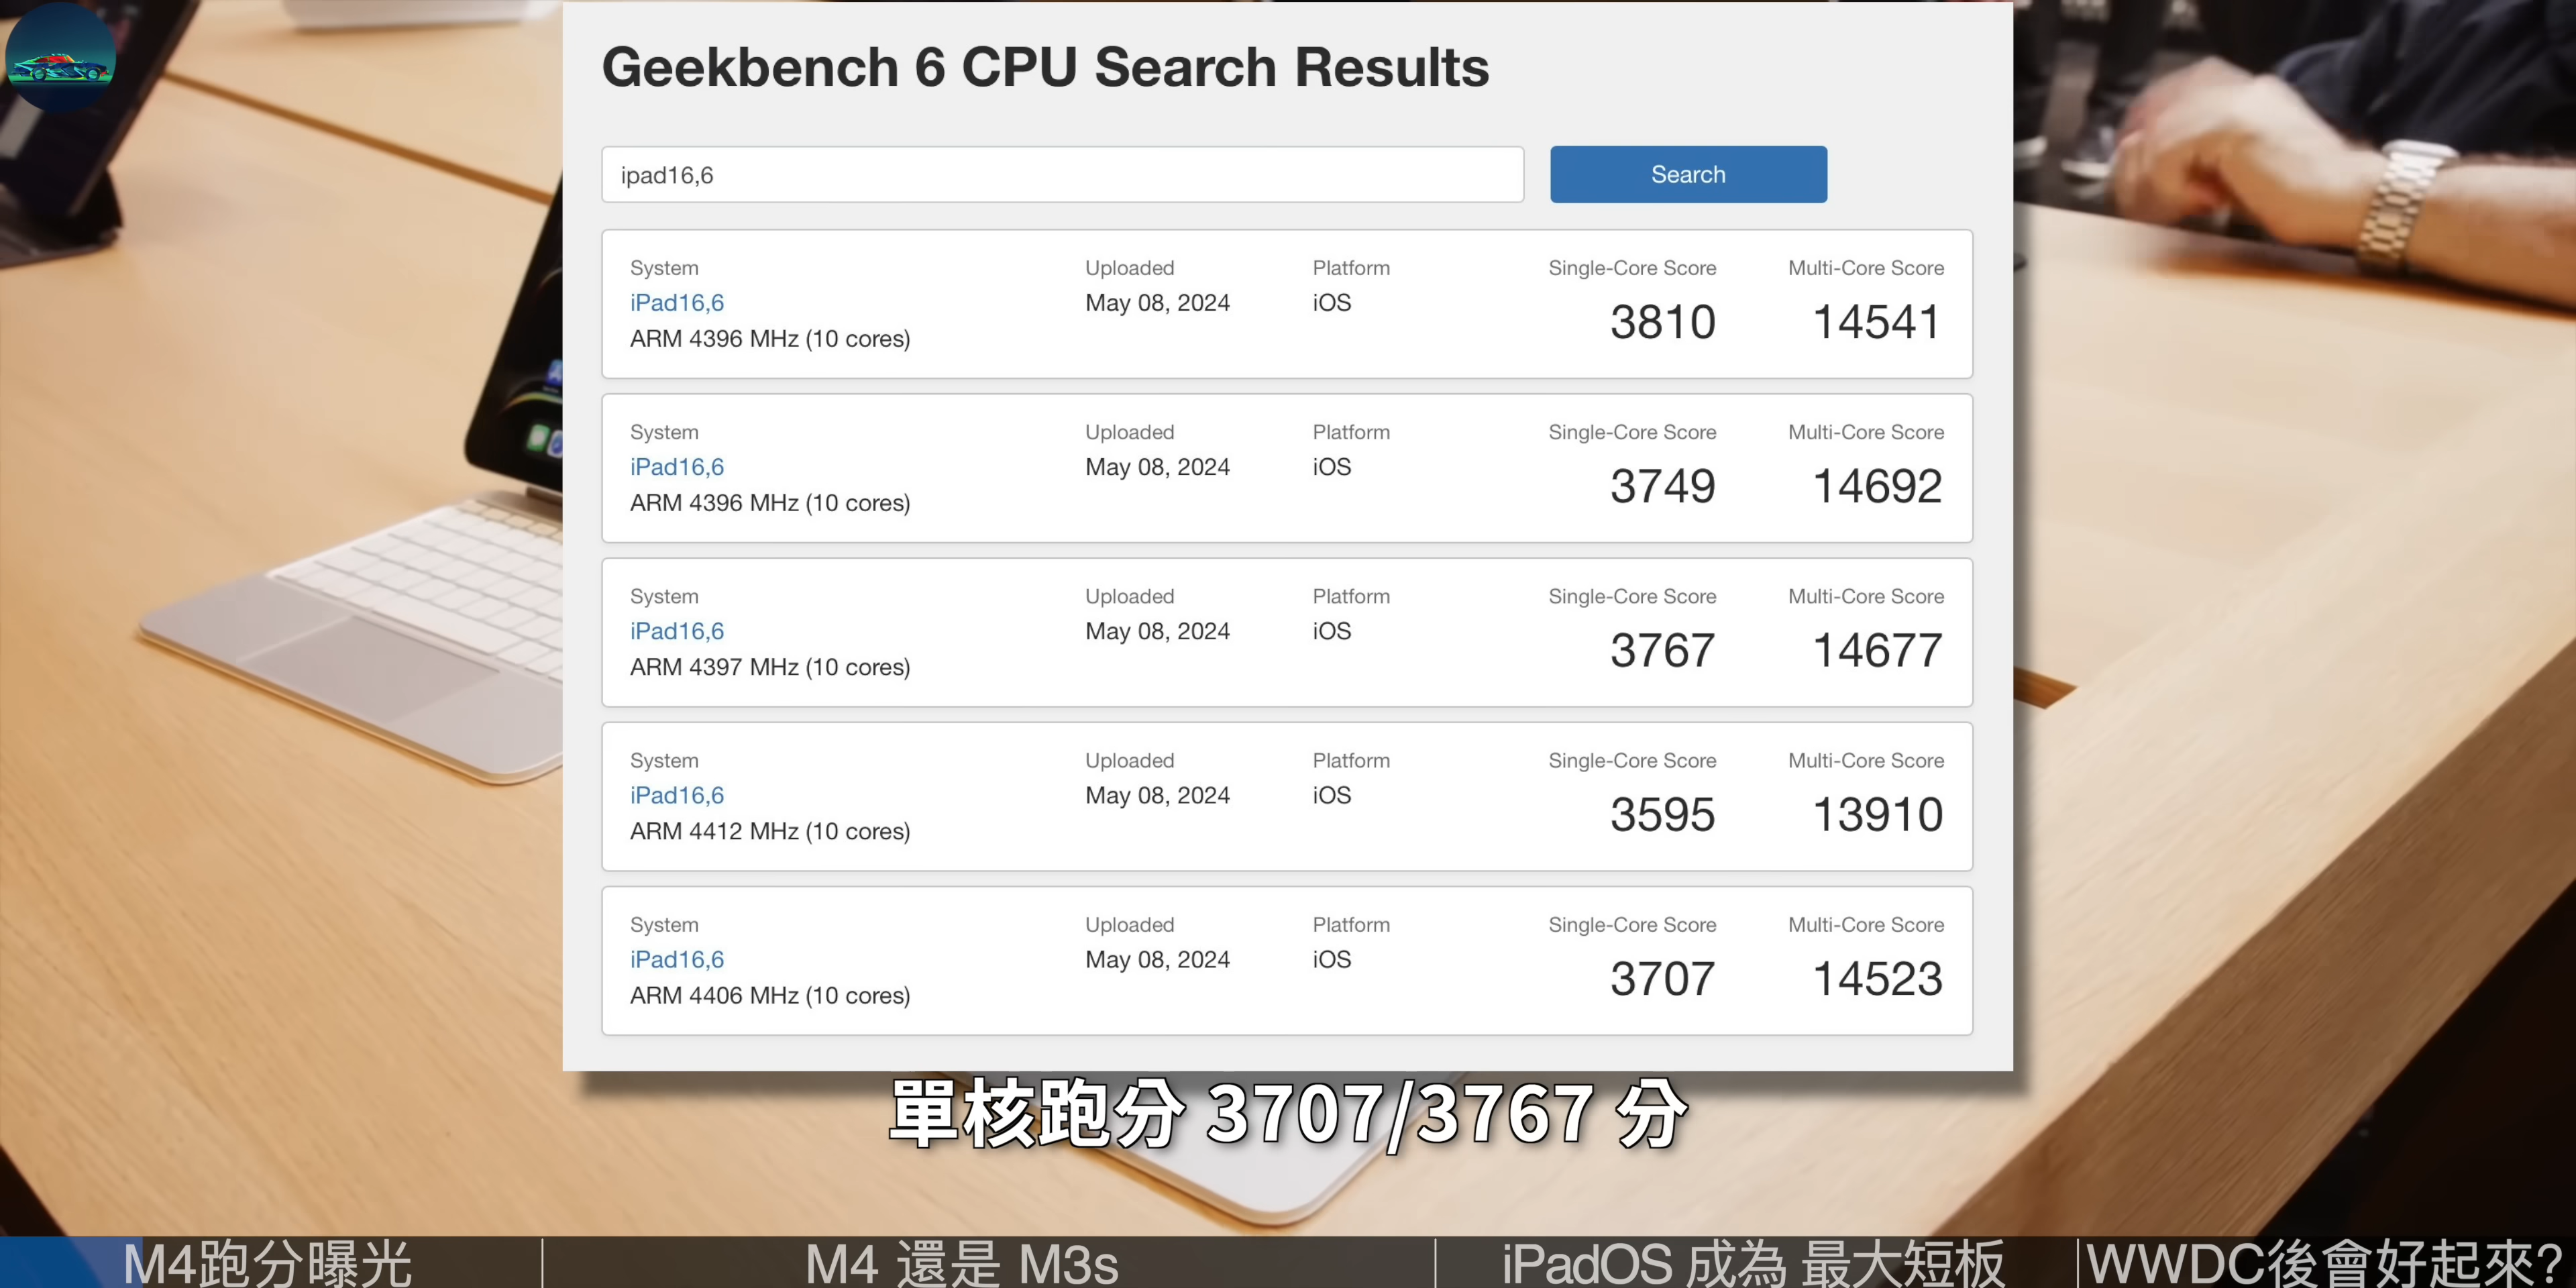 Geekbench 6 CPU Search Results
ipad16,6
Search
System Uploaded Platform Single-Core Score Multi-Core Score
iPad16,6 May 08, 2024 iOS 3810 14541
ARM 4396 MHz (10 cores)
System Uploaded Platform Single-Core Score Multi-Core Score
iPad16,6 May 08, 2024 iOS 3749 14692
ARM 4396 MHz (10 cores)
System Uploaded Platform Single-Core Score Multi-Core Score
iPad16,6 May 08, 2024 iOS 3767 14677
ARM 4397 MHz (10 cores)
System Uploaded Platform Single-Core Score Multi-Core Score
iPad16,6 May 08, 2024 iOS 3595 13910
ARM 4412 MHz (10 cores)
System Uploaded Platform Single-Core Score Multi-Core Score
iPad16,6 May 08, 2024 iOS 3707 14523
ARM 4406 MHz (10 cores)
單核跑分 3707/3767 分
M4跑分曝光
M4 還是 M3s
iPadOS 成為 最大短板
WWDC後會好起來?